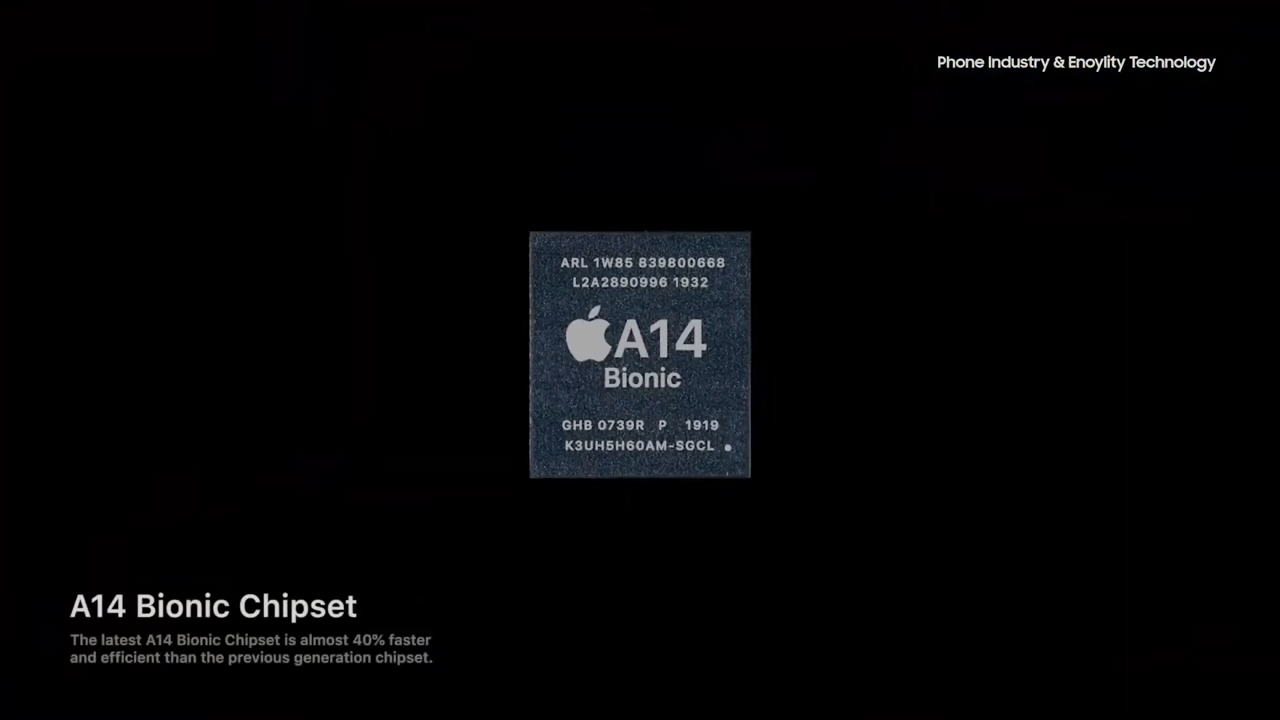 Phone Industry & Enoylity Technology
ARL 1W85 839800668
L2A2890996 1932
A14
Bionic
GHB 0739R P 1919
K3UH5H60AM-SGCL
A14 Bionic Chipset
The latest A14 Bionic Chipset is almost 40% faster
and efficient than the previous generation chipset.